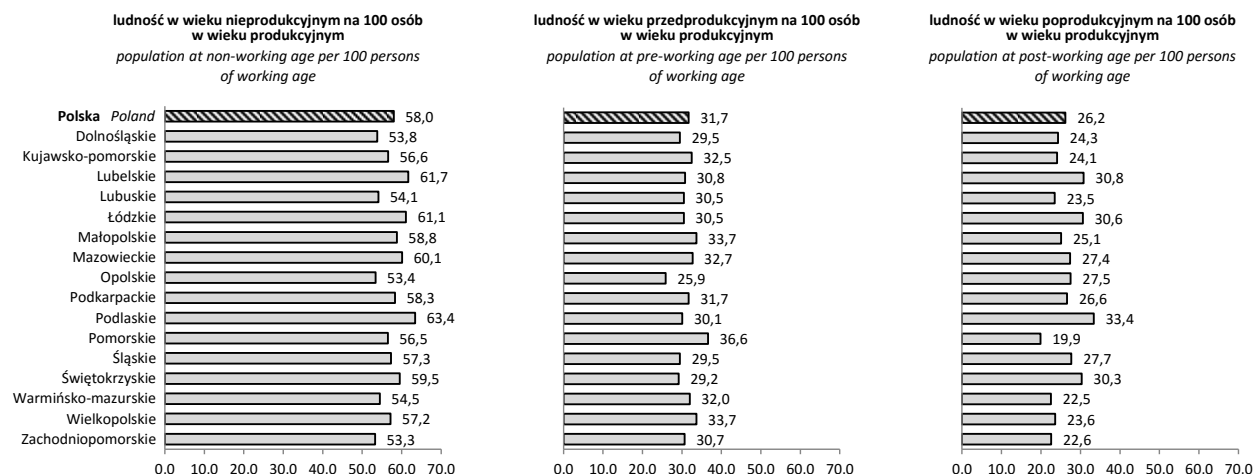 ludność w wieku nieprodukcyjnym na 100 osób
w wieku produkcyjnym
population at non-working age per 100 persons
of working age
ludność w wieku przedprodukcyjnym na 100 osób
w wieku produkcyjnym
population at pre-working age per 100 persons
of working age
ludność w wieku poprodukcyjnym na 100 osób
w wieku produkcyjnym
population at post-working age per 100 persons
of working age
Polska Poland 58,0 31,7 26,2
Dolnośląskie 53,8 29,5 24,3
Kujawsko-pomorskie 56,6 32,5 24,1
Lubelskie 61,7 30,8 30,8
Lubuskie 54,1 30,5 23,5
Łódzkie 61,1 30,5 30,6
Małopolskie 58,8 33,7 25,1
Mazowieckie 60,1 32,7 27,4
Opolskie 53,4 25,9 27,5
Podkarpackie 58,3 31,7 26,6
Podlaskie 63,4 30,1 33,4
Pomorskie 56,5 36,6 19,9
Śląskie 57,3 29,5 27,7
Świętokrzyskie 59,5 29,2 30,3
Warmińsko-mazurskie 54,5 32,0 22,5
Wielkopolskie 57,2 33,7 23,6
Zachodniopomorskie 53,3 30,7 22,6
0.0 10.0 20.0 30.0 40.0 50.0 60.0 70.0 0.0 10.0 20.0 30.0 40.0 50.0 60.0 70.0 0.0 10.0 20.0 30.0 40.0 50.0 60.0 70.0